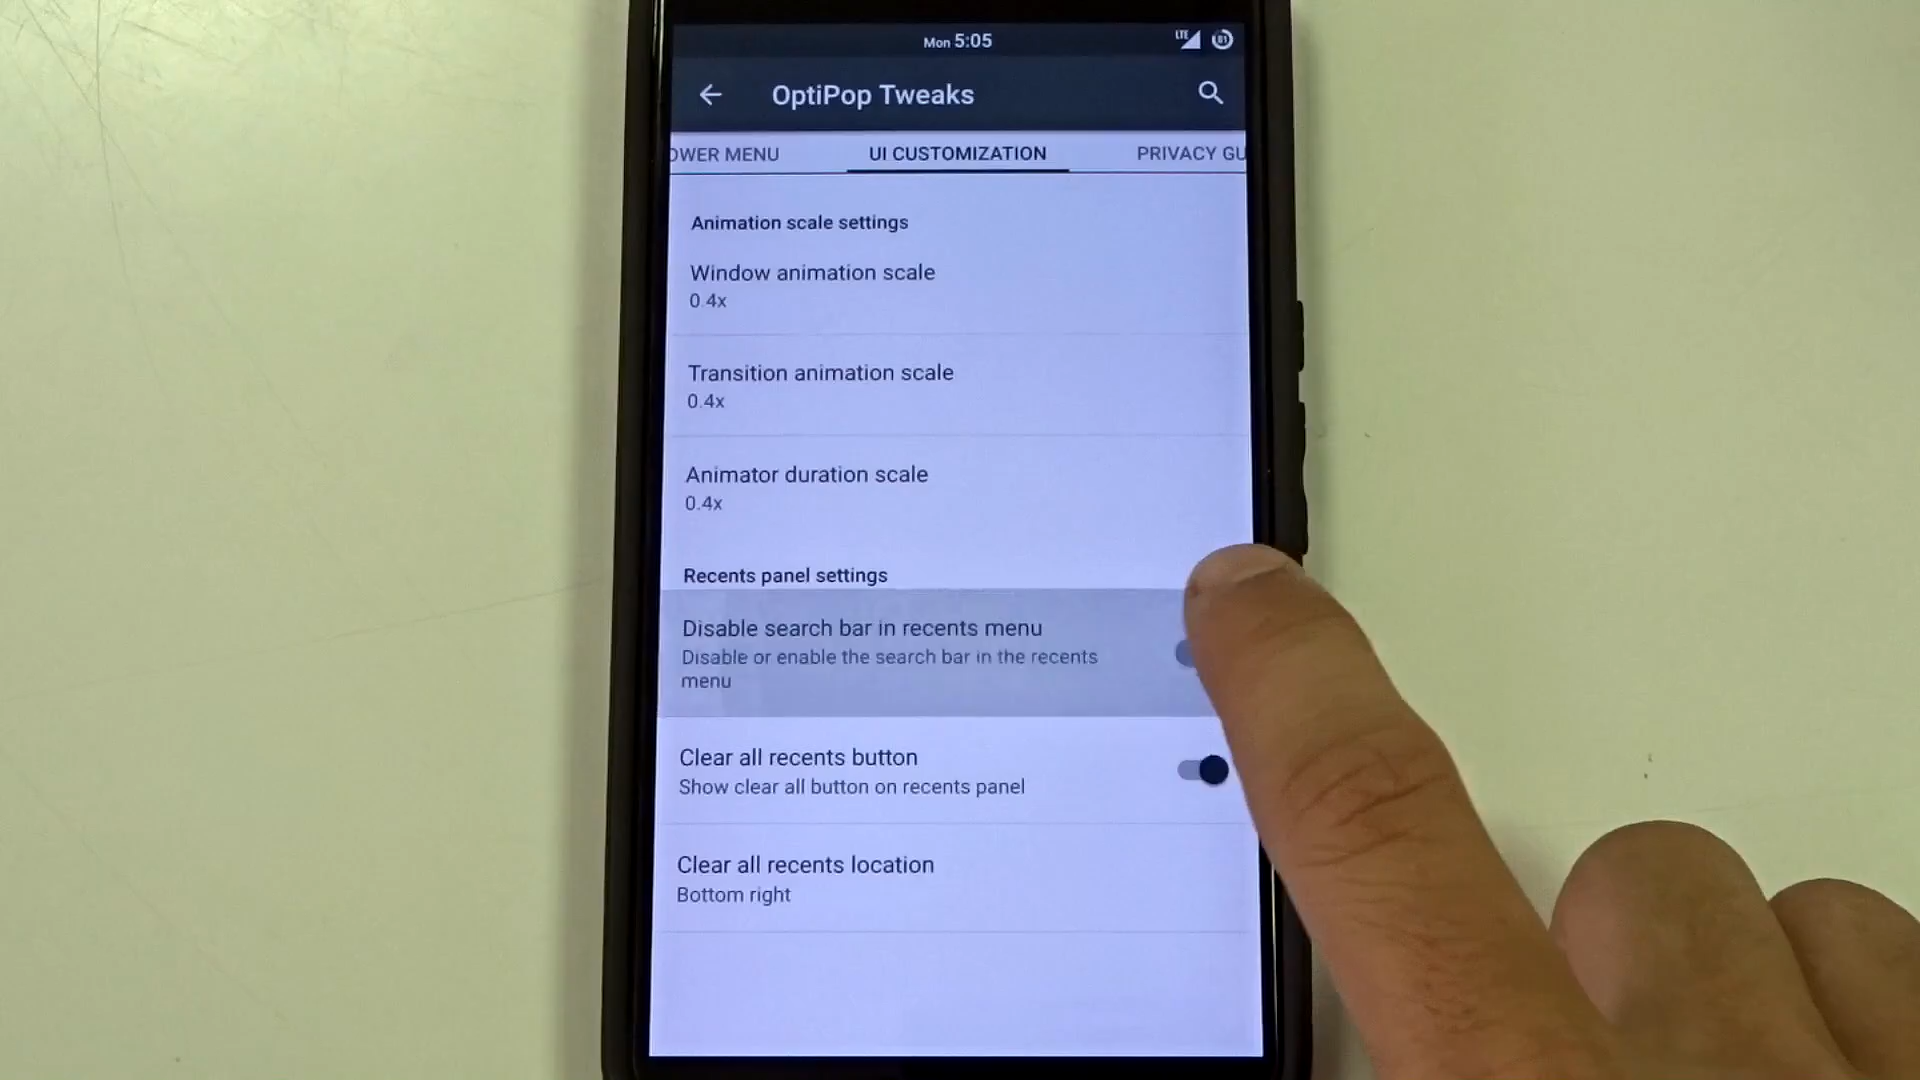 Mon 5:05
LTE
81
OptiPop Tweaks
OWER MENU
UI CUSTOMIZATION
PRIVACY GU
Animation scale settings
Window animation scale
0.4x
Transition animation scale
0.4x
Animator duration scale
0.4x
Recents panel settings
Disable search bar in recents menu
Disable or enable the search bar in the recents
menu
Clear all recents button
Show clear all button on recents panel
Clear all recents location
Bottom right